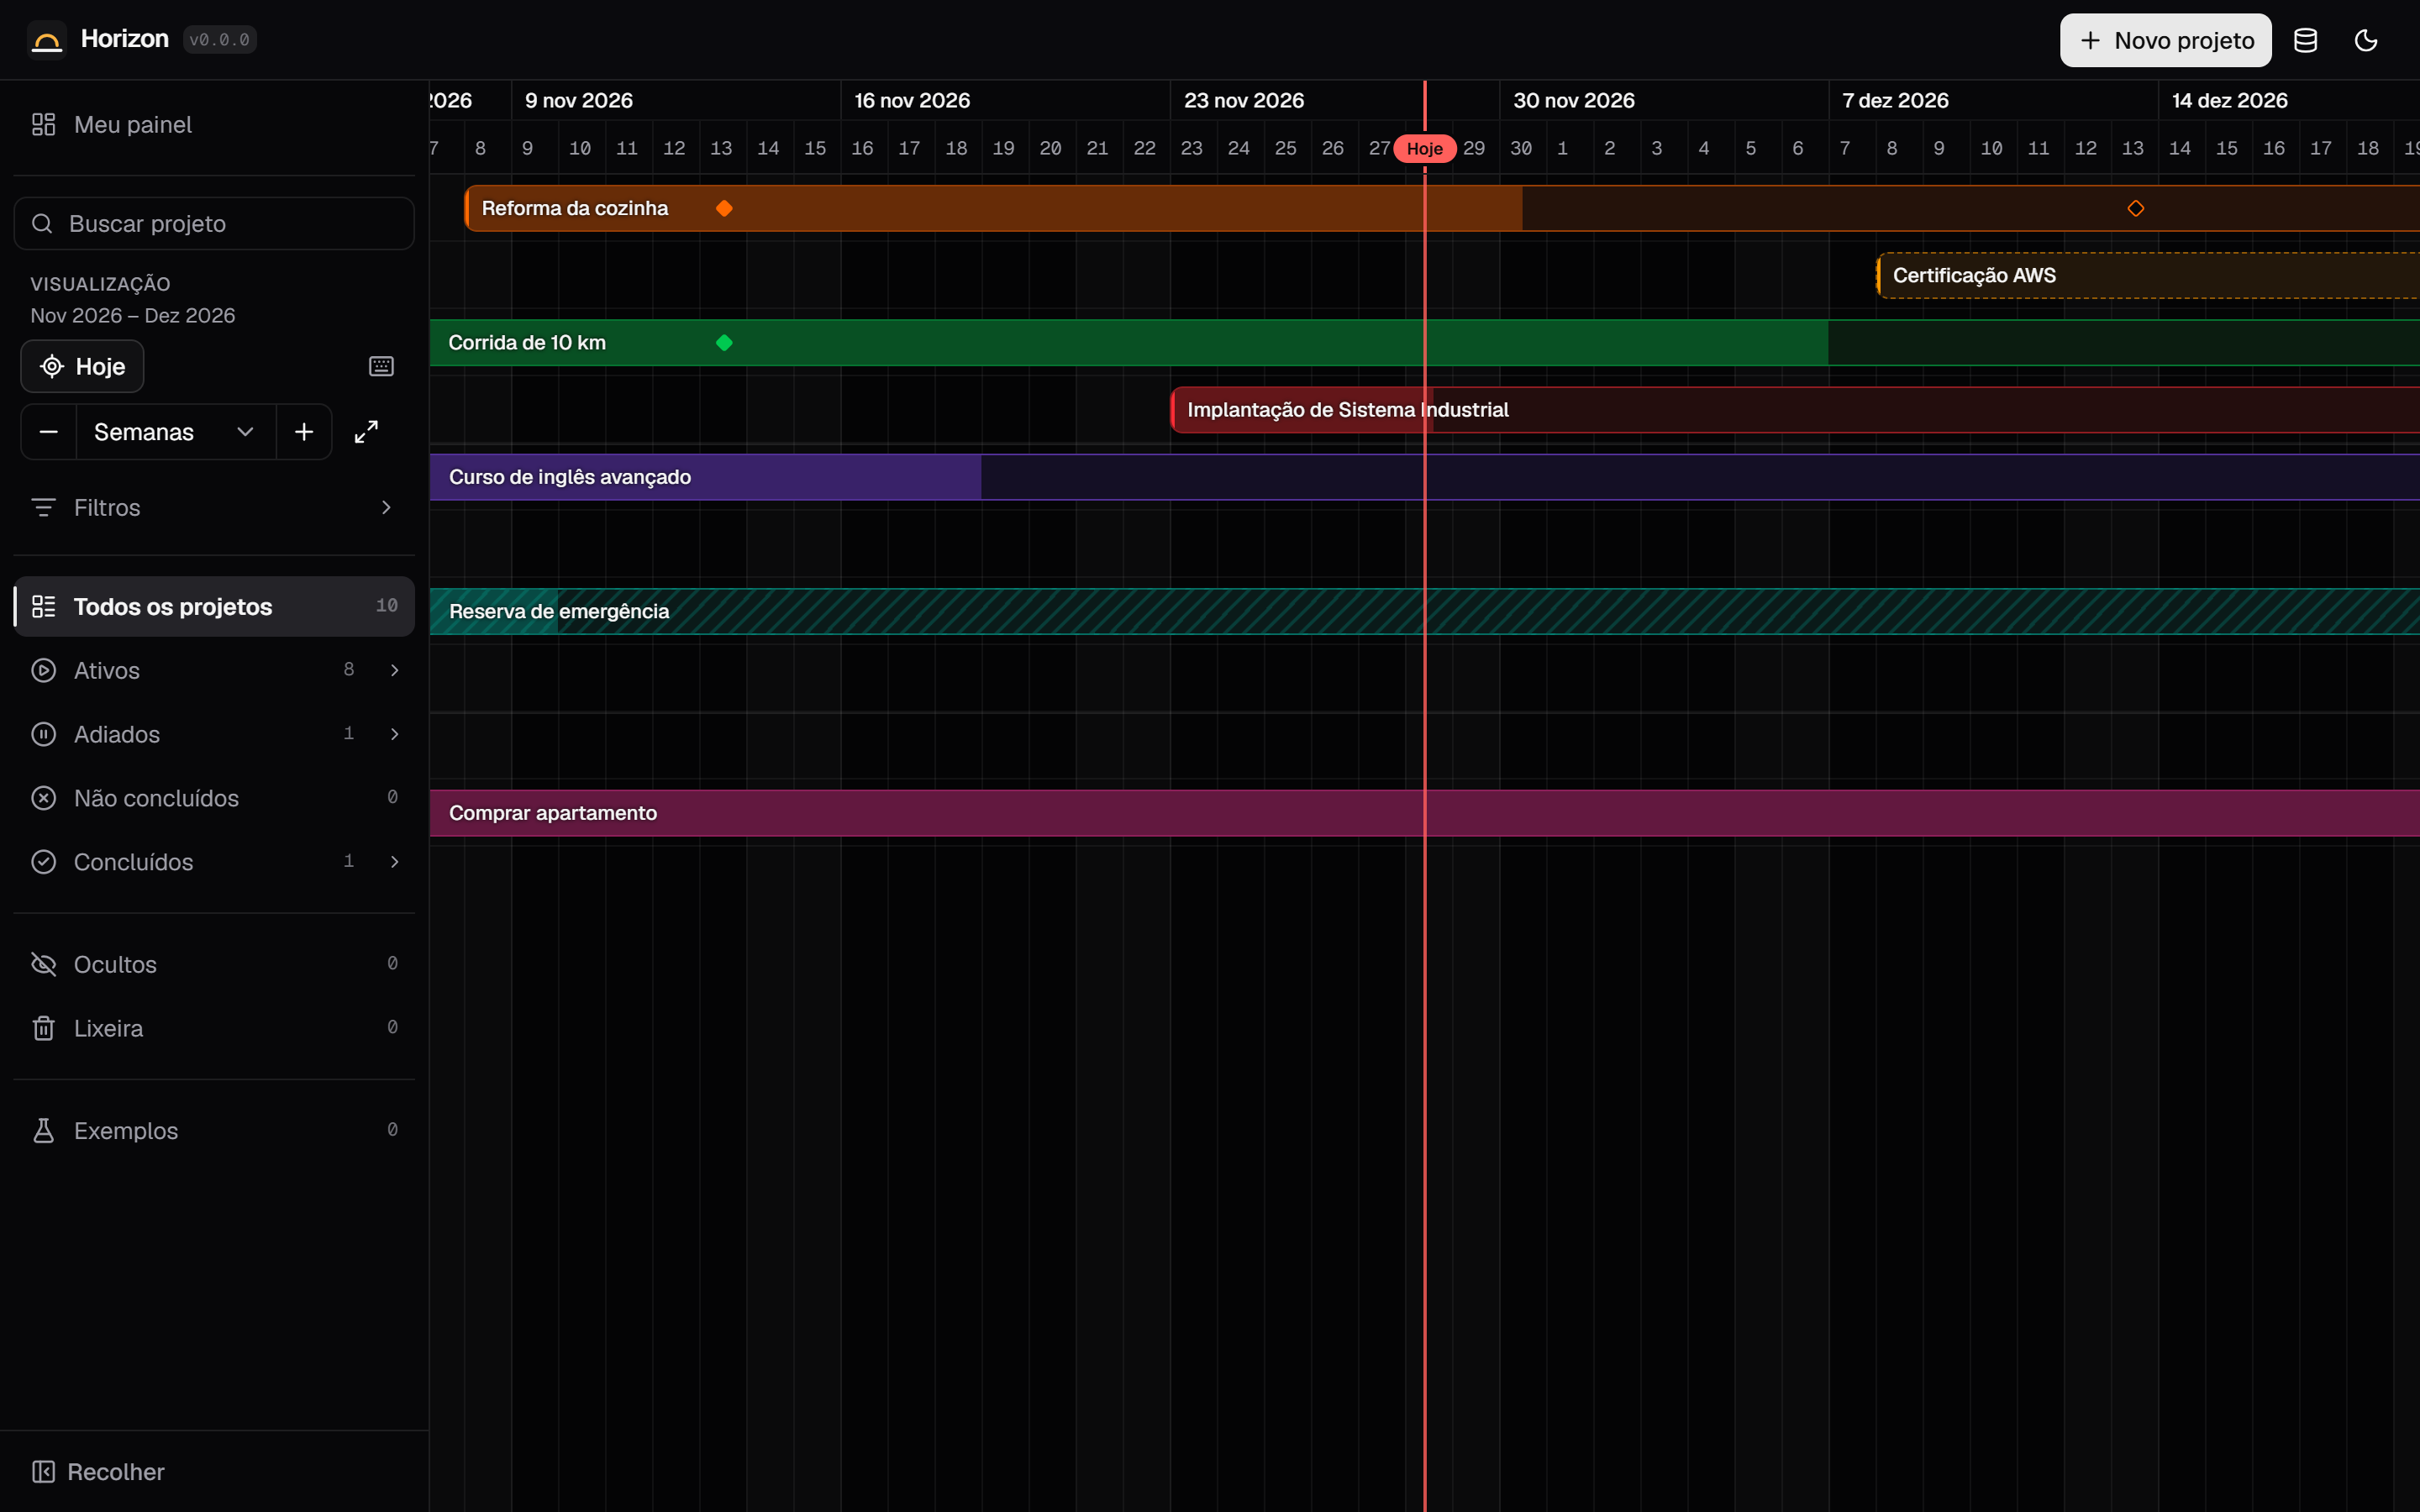 Horizon v0.0.0
Novo projeto
Meu painel
Buscar projeto
VISUALIZAÇÃO
Nov 2026 – Dez 2026
Hoje
Semanas
Filtros
Todos os projetos 10
Ativos 8
Adiados 1
Não concluídos 0
Concluídos 1
Ocultos 0
Lixeira 0
Exemplos 0
Recolher
2026 9 nov 2026 16 nov 2026 23 nov 2026 30 nov 2026 7 dez 2026 14 dez 2026
7 8 9 10 11 12 13 14 15 16 17 18 19 20 21 22 23 24 25 26 27 Hoje 29 30 1 2 3 4 5 6 7 8 9 10 11 12 13 14 15 16 17 18 19
Reforma da cozinha
Certificação AWS
Corrida de 10 km
Implantação de Sistema Industrial
Curso de inglês avançado
Reserva de emergência
Comprar apartamento